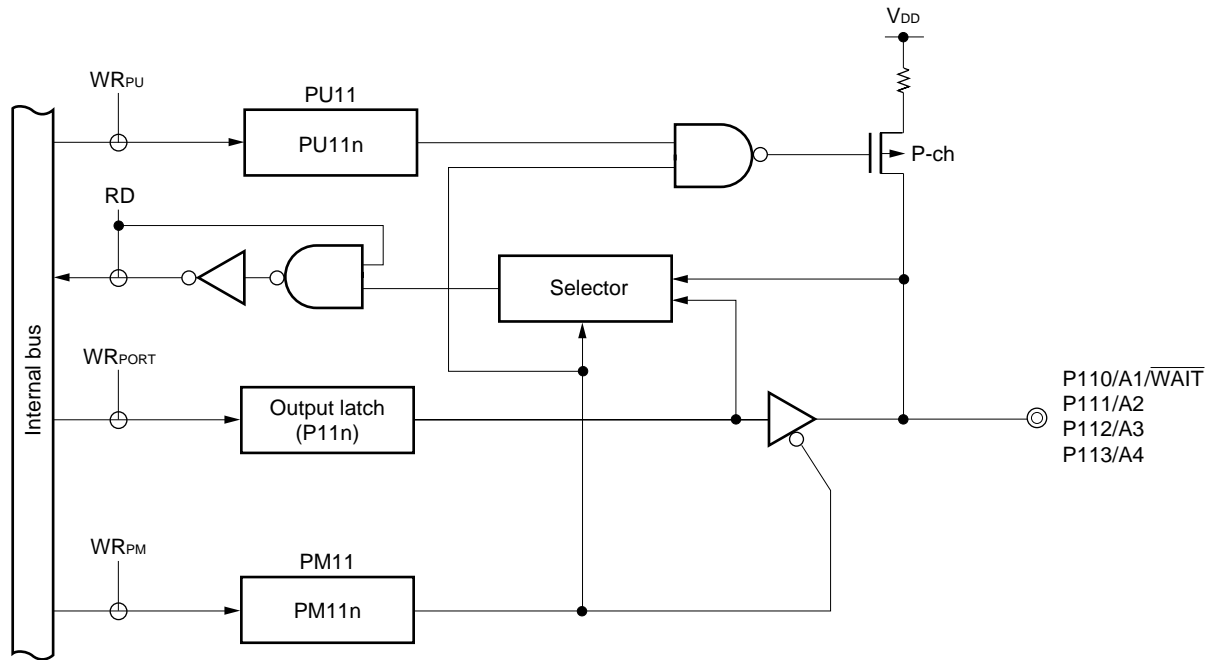 VDD
WRPU
PU11
PU11n
P-ch
RD
Selector
Internal bus
WRPORT
Output latch
(P11n)
P110/A1/WAIT
P111/A2
P112/A3
P113/A4
WRPM
PM11
PM11n